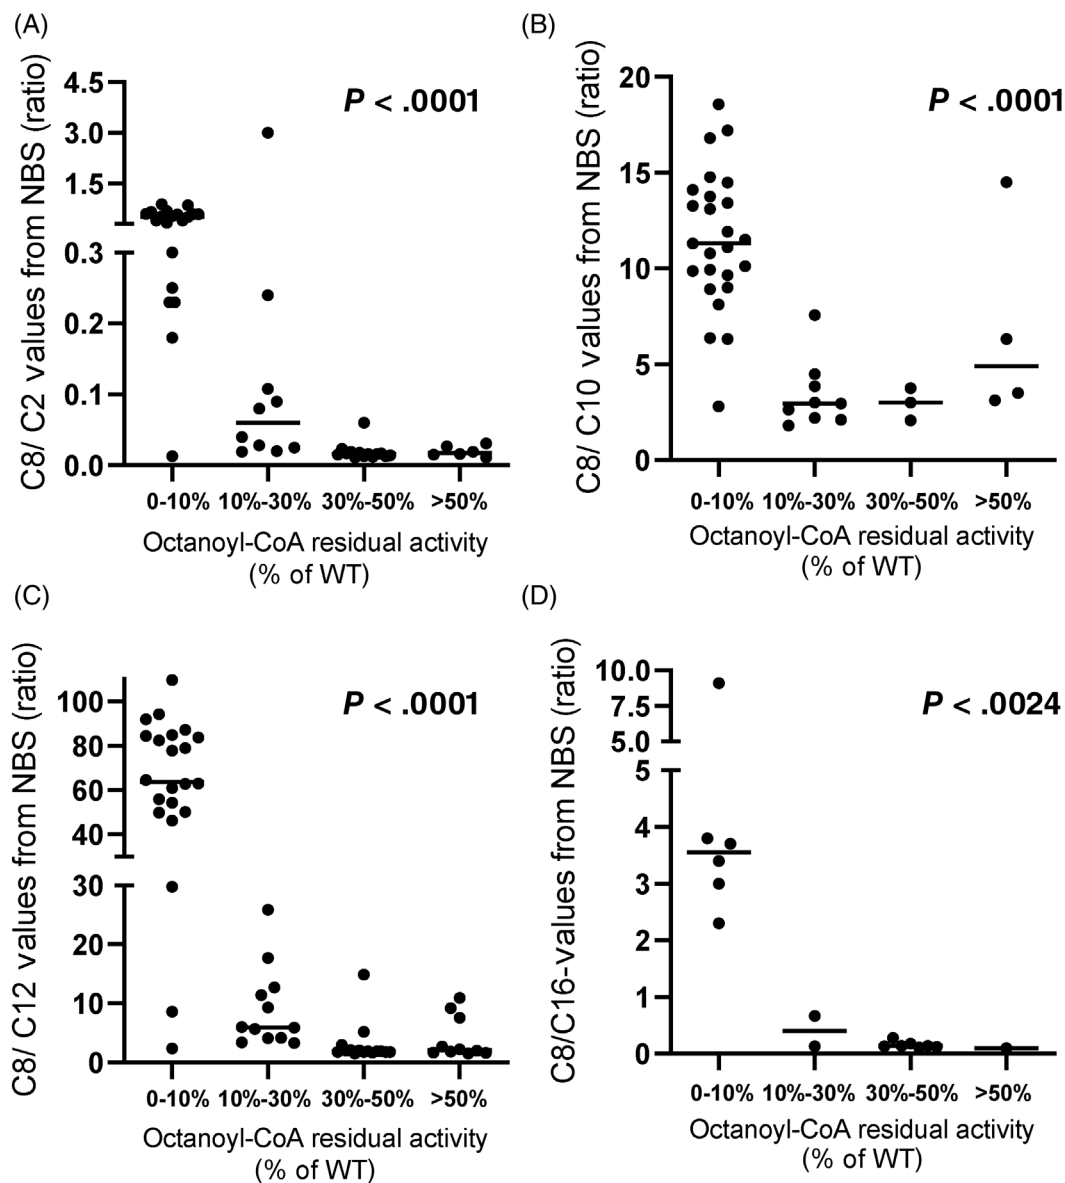 (A)
C8/ C2 values from NBS (ratio)
4.5
3.0
1.5
0.3
0.2
0.1
0.0
P < .0001
0-10% 10%-30% 30%-50% >50%
Octanoyl-CoA residual activity
(% of WT)
(B)
C8/ C10 values from NBS (ratio)
20
15
10
5
0
P < .0001
0-10% 10%-30% 30%-50% >50%
Octanoyl-CoA residual activity
(% of WT)
(C)
C8/ C12 values from NBS (ratio)
100
80
60
40
30
20
10
0
P < .0001
0-10% 10%-30% 30%-50% >50%
Octanoyl-CoA residual activity
(% of WT)
(D)
C8/C16-values from NBS (ratio)
10.0
7.5
5.0
5
4
3
2
1
0
P < .0024
0-10% 10%-30% 30%-50% >50%
Octanoyl-CoA residual activity
(% of WT)